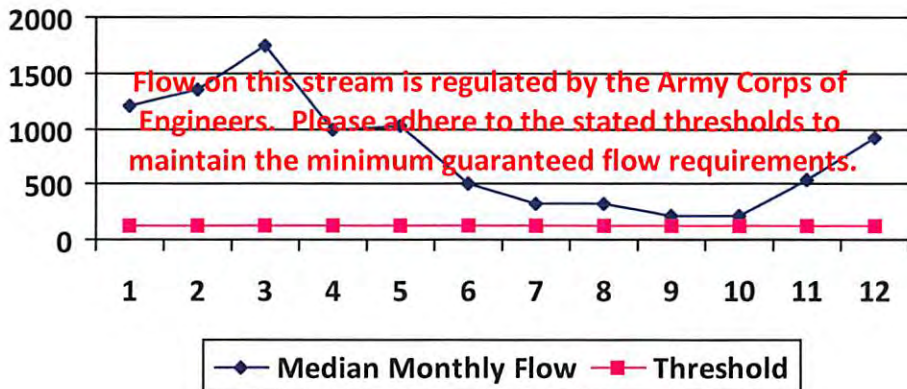 2000
1500
1000
500
0
Flow on this stream is regulated by the Army Corps of
Engineers. Please adhere to the stated thresholds to
maintain the minimum guaranteed flow requirements.
1 2 3 4 5 6 7 8 9 10 11 12
Median Monthly Flow Threshold